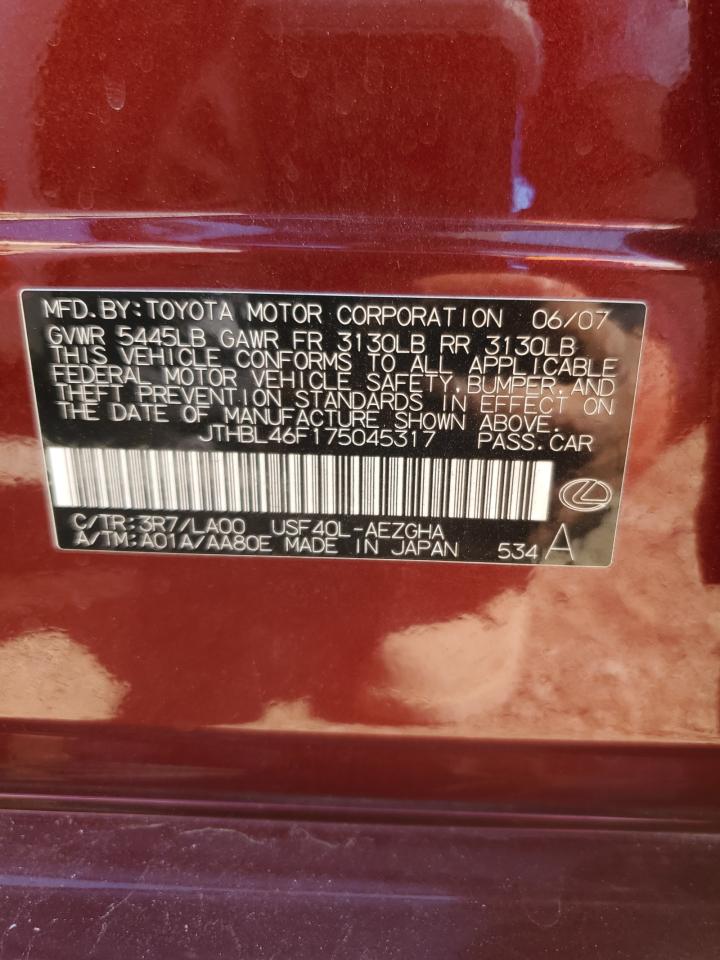 MFD.BY:TOYOTA MOTOR CORPORATION 06/07
GVWR 5445LB GAWR FR 3130LB RR 3130LB
THIS VEHICLE CONFORMS TO ALL APPLICABLE
FEDERAL MOTOR VEHICLE SAFETY,BUMPER,AND
THEFT PREVENTION STANDARDS IN EFFECT ON
THE DATE OF MANUFACTURE SHOWN ABOVE.
JTHBL46F175045317 PASS.CAR
C/TR:3R7/LA00 USF40L-AEZGHA
A/TM:A01A/AA80E MADE IN JAPAN 534 A